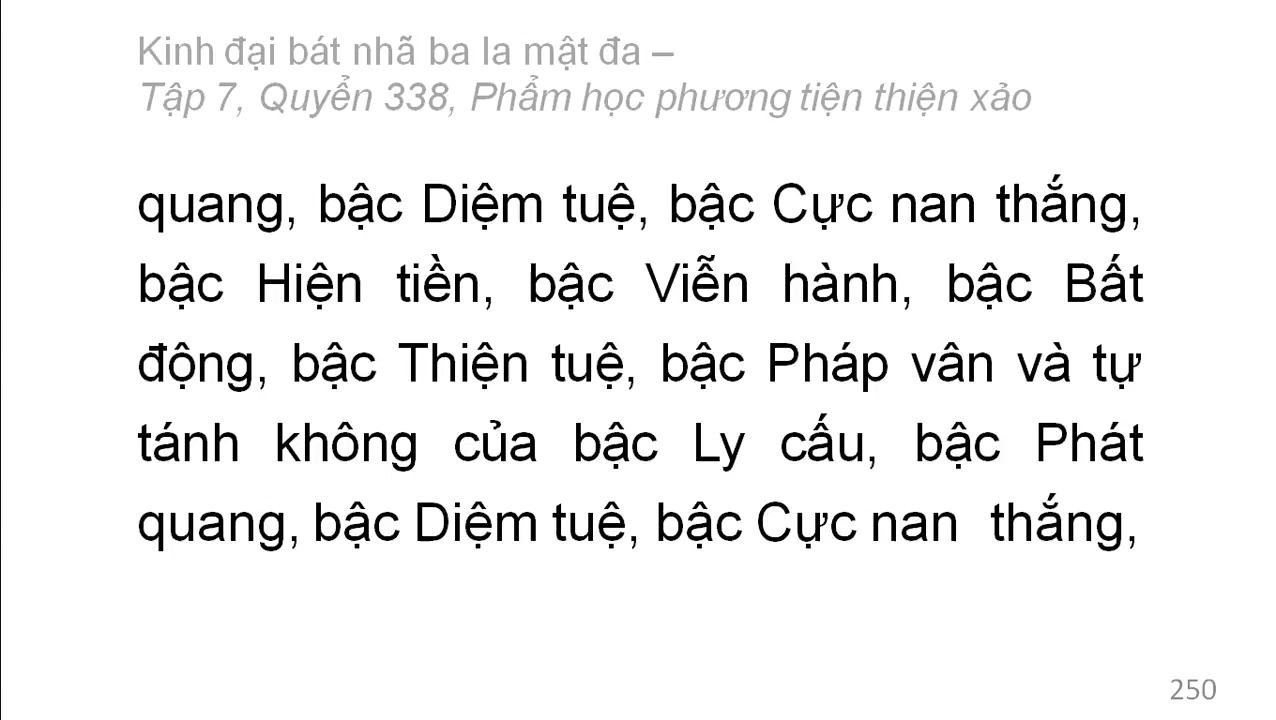 Kinh đại bát nhã ba la mật đa –
Tập 7, Quyển 338, Phẩm học phương tiện thiện xảo
quang, bậc Diệm tuệ, bậc Cực nan thắng,
bậc Hiện tiền, bậc Viễn hành, bậc Bất
động, bậc Thiện tuệ, bậc Pháp vân và tự
tánh không của bậc Ly cấu, bậc Phát
quang, bậc Diệm tuệ, bậc Cực nan thắng,
250